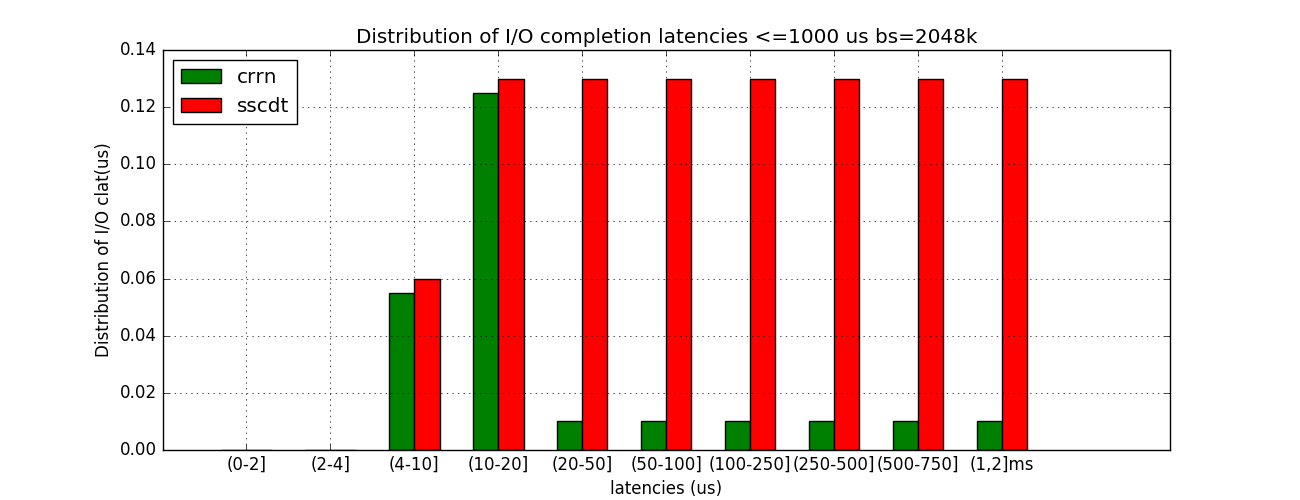 Distribution of I/O completion latencies <=1000 us bs=2048k
crrn
sscdt
Distribution of I/O clat(us)
0.14
0.12
0.10
0.08
0.06
0.04
0.02
0.00
(0-2] (2-4] (4-10] (10-20] (20-50] (50-100] (100-250] (250-500] (500-750] (1,2]ms
latencies (us)